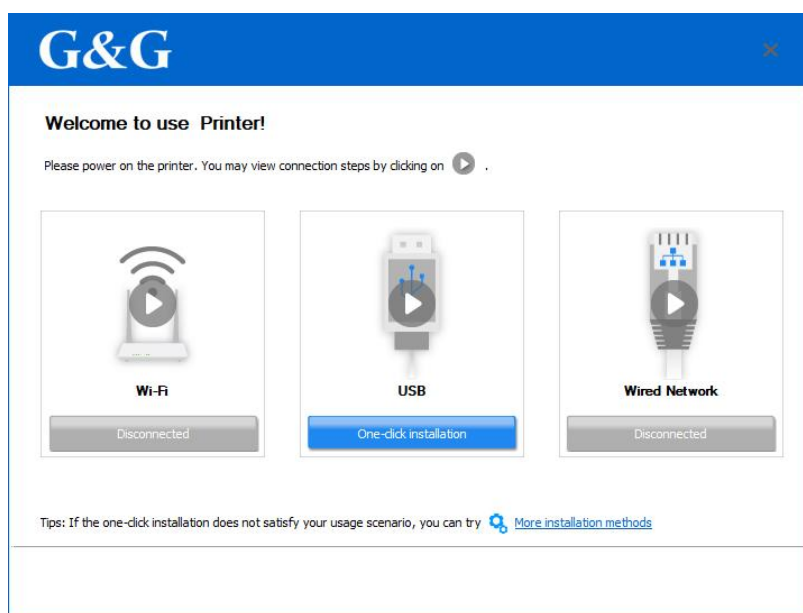 G&G
Welcome to use Printer!
Please power on the printer. You may view connection steps by clicking on .
Wi-Fi
USB
Wired Network
Disconnected
One-click installation
Disconnected
Tips: If the one-click installation does not satisfy your usage scenario, you can try More installation methods